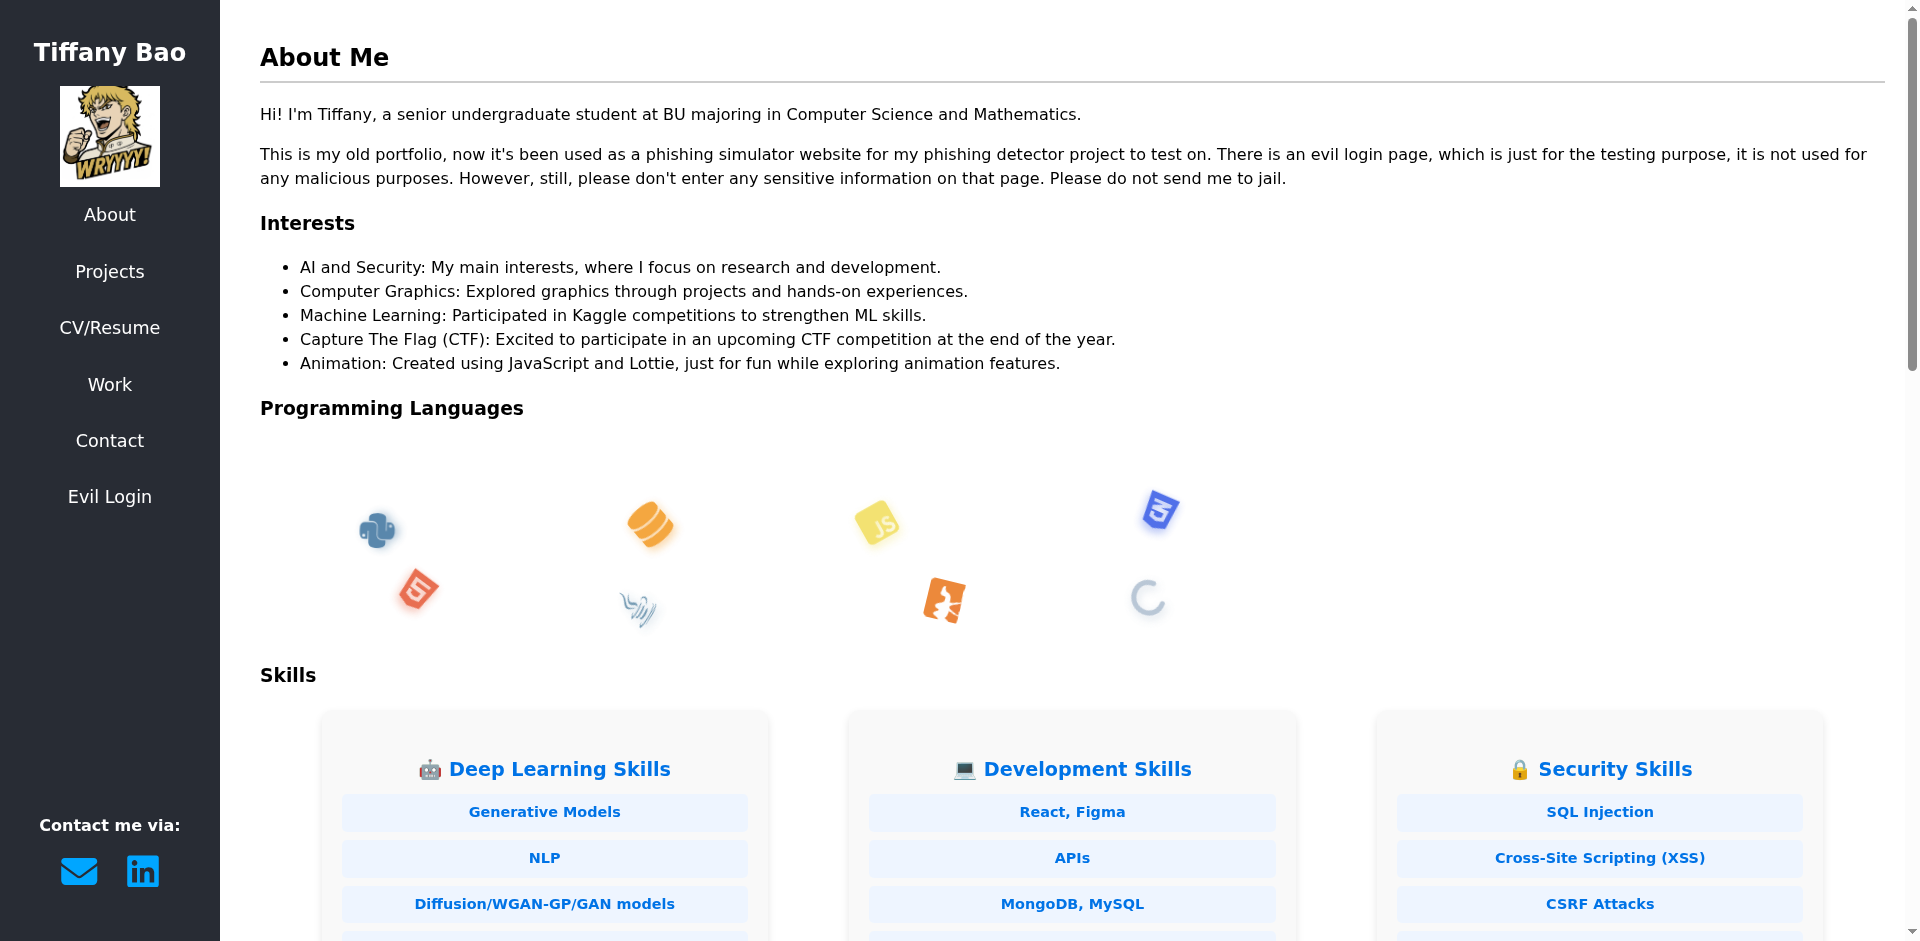 Tiffany Bao
WRYYYY!
About
Projects
CV/Resume
Work
Contact
Evil Login
Contact me via:
About Me
Hi! I'm Tiffany, a senior undergraduate student at BU majoring in Computer Science and Mathematics.
This is my old portfolio, now it's been used as a phishing simulator website for my phishing detector project to test on. There is an evil login page, which is just for the testing purpose, it is not used for
any malicious purposes. However, still, please don't enter any sensitive information on that page. Please do not send me to jail.
Interests
• AI and Security: My main interests, where I focus on research and development.
• Computer Graphics: Explored graphics through projects and hands-on experiences.
• Machine Learning: Participated in Kaggle competitions to strengthen ML skills.
• Capture The Flag (CTF): Excited to participate in an upcoming CTF competition at the end of the year.
• Animation: Created using JavaScript and Lottie, just for fun while exploring animation features.
Programming Languages
JS
Skills
🤖 Deep Learning Skills
Generative Models
NLP
Diffusion/WGAN-GP/GAN models
💻 Development Skills
React, Figma
APIs
MongoDB, MySQL
🔒 Security Skills
SQL Injection
Cross-Site Scripting (XSS)
CSRF Attacks